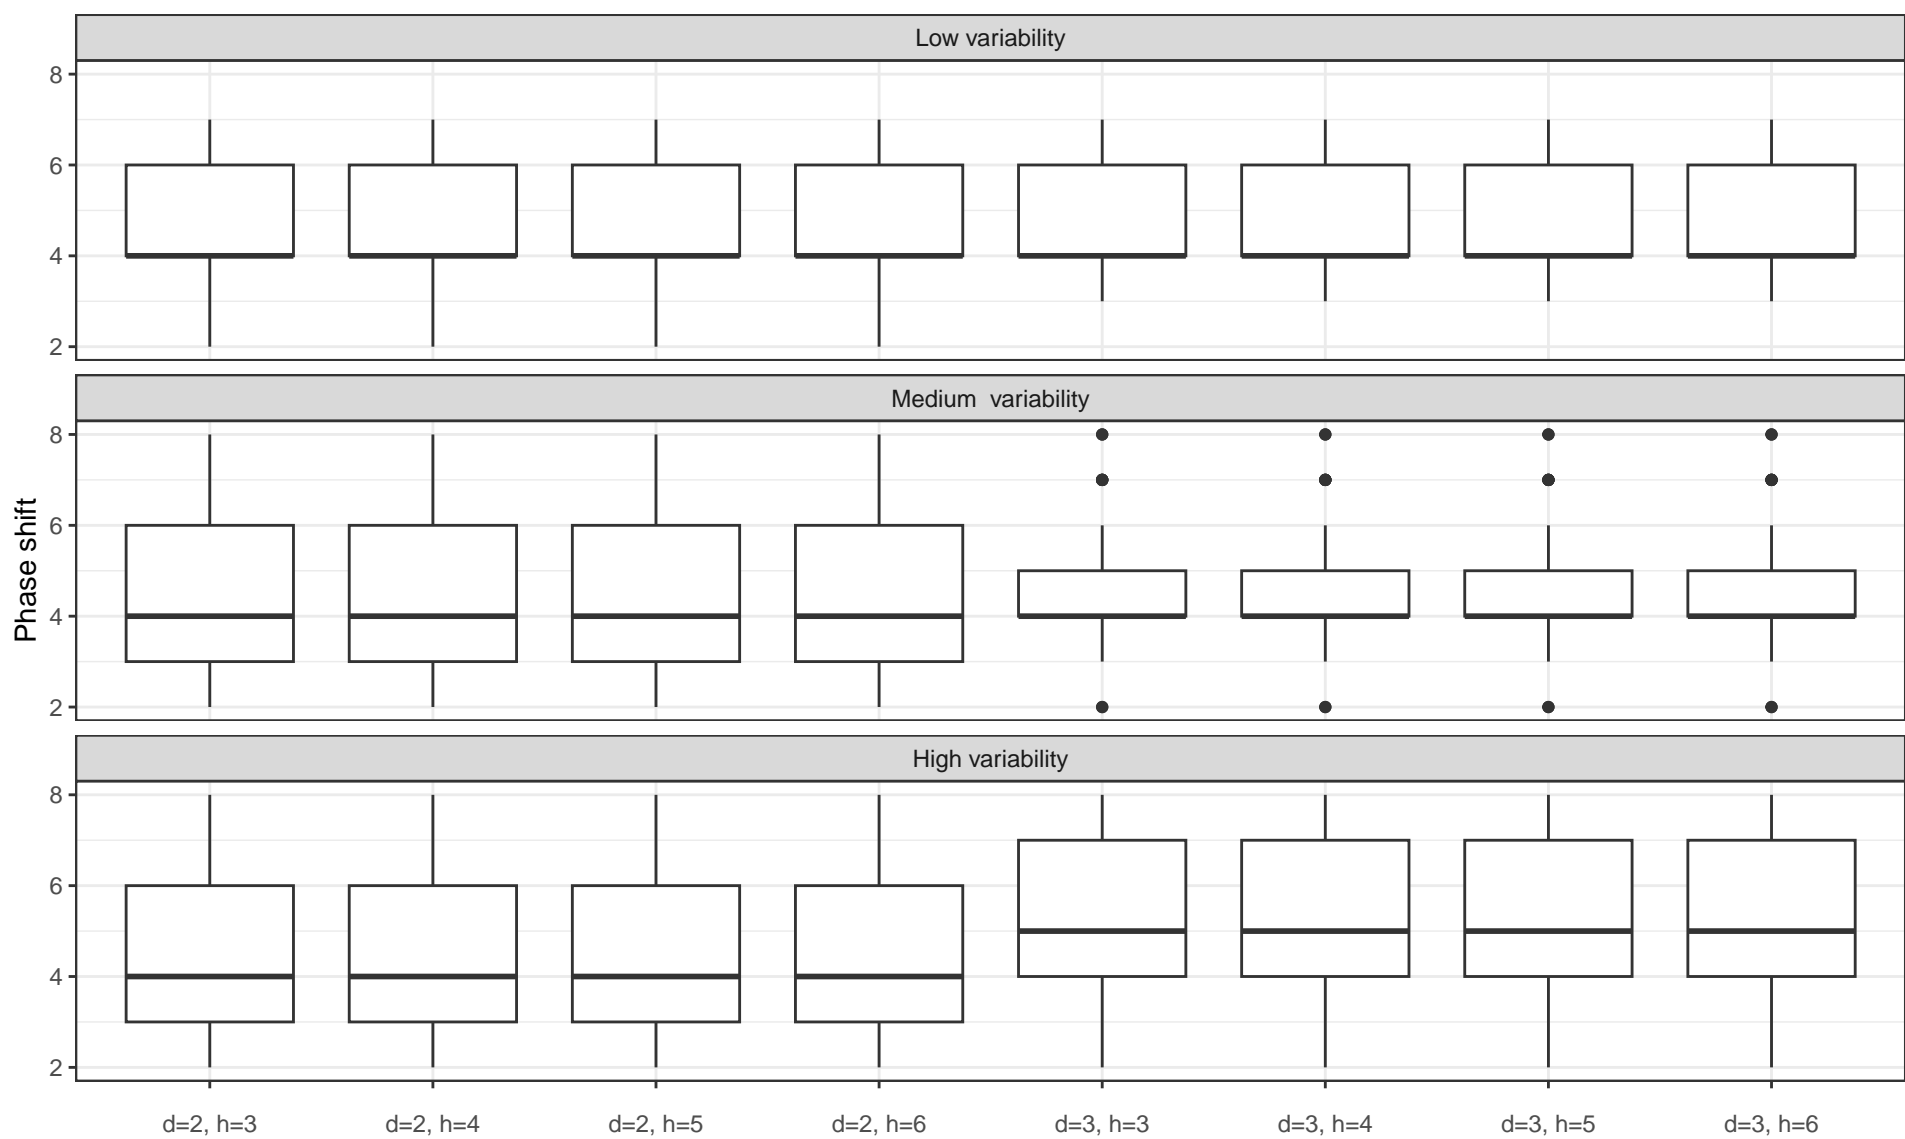 Low variability
8
6
4
2
Medium  variability
8
6
4
2
Phase shift
High variability
8
6
4
2
d=2, h=3
d=2, h=4
d=2, h=5
d=2, h=6
d=3, h=3
d=3, h=4
d=3, h=5
d=3, h=6